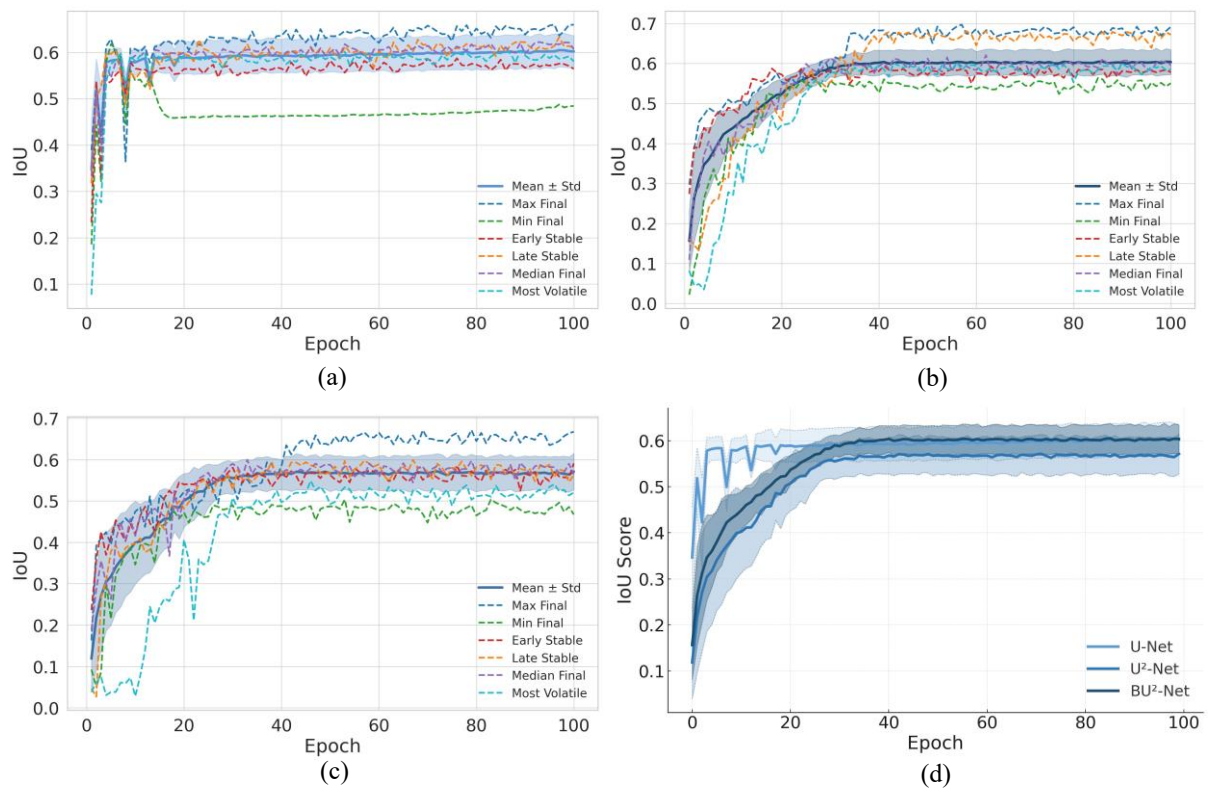 IoU
0.6
0.5
0.4
0.3
0.2
0.1
0
20
40
60
80
100
Epoch
Mean ± Std
Max Final
Min Final
Early Stable
Late Stable
Median Final
Most Volatile
(a)
IoU
0.7
0.6
0.5
0.4
0.3
0.2
0.1
0.0
0
20
40
60
80
100
Epoch
Mean ± Std
Max Final
Min Final
Early Stable
Late Stable
Median Final
Most Volatile
(b)
IoU
0.7
0.6
0.5
0.4
0.3
0.2
0.1
0.0
0
20
40
60
80
100
Epoch
Mean ± Std
Max Final
Min Final
Early Stable
Late Stable
Median Final
Most Volatile
(c)
IoU Score
0.6
0.5
0.4
0.3
0.2
0.1
0
20
40
60
80
100
Epoch
U-Net
U²-Net
BU²-Net
(d)